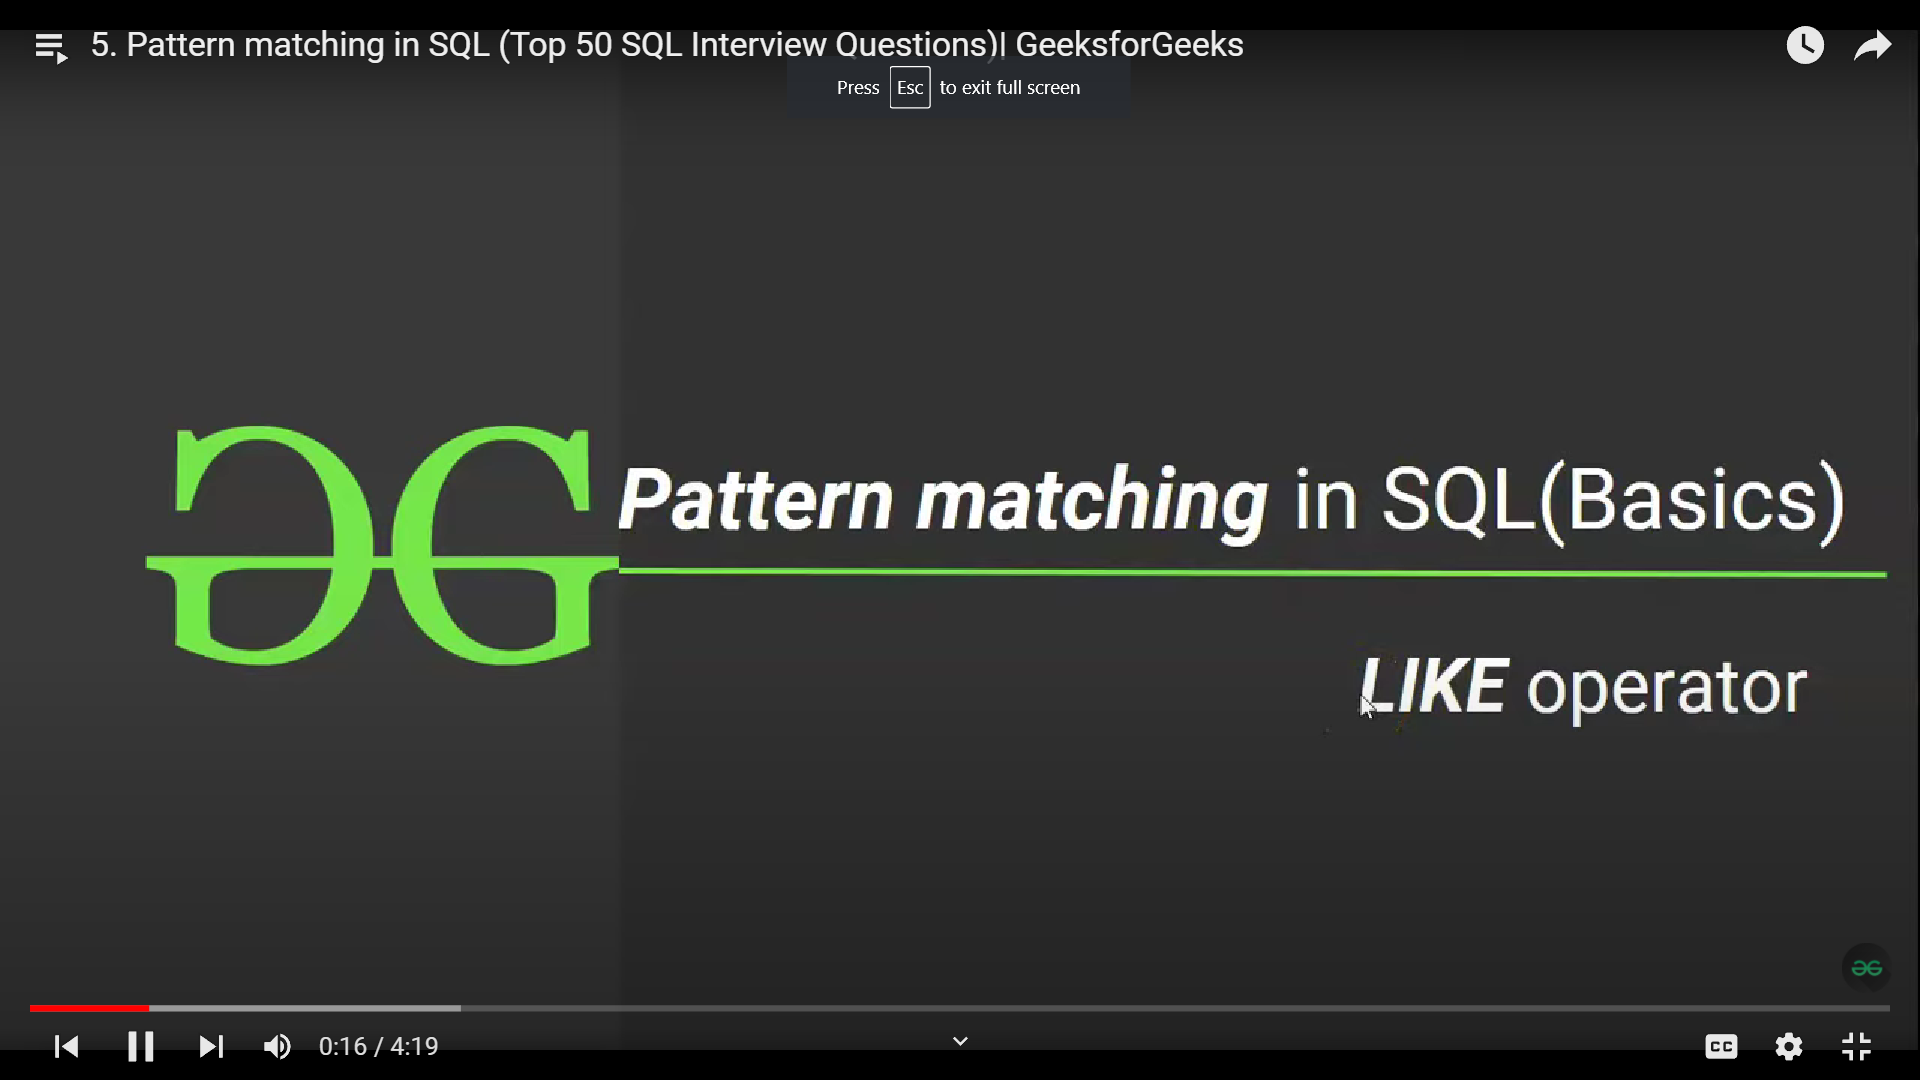 5. Pattern matching in SQL (Top 50 SQL Interview Questions)| GeeksforGeeks
Press Esc to exit full screen
Pattern matching in SQL(Basics)
LIKE operator
0:16 / 4:19
CC